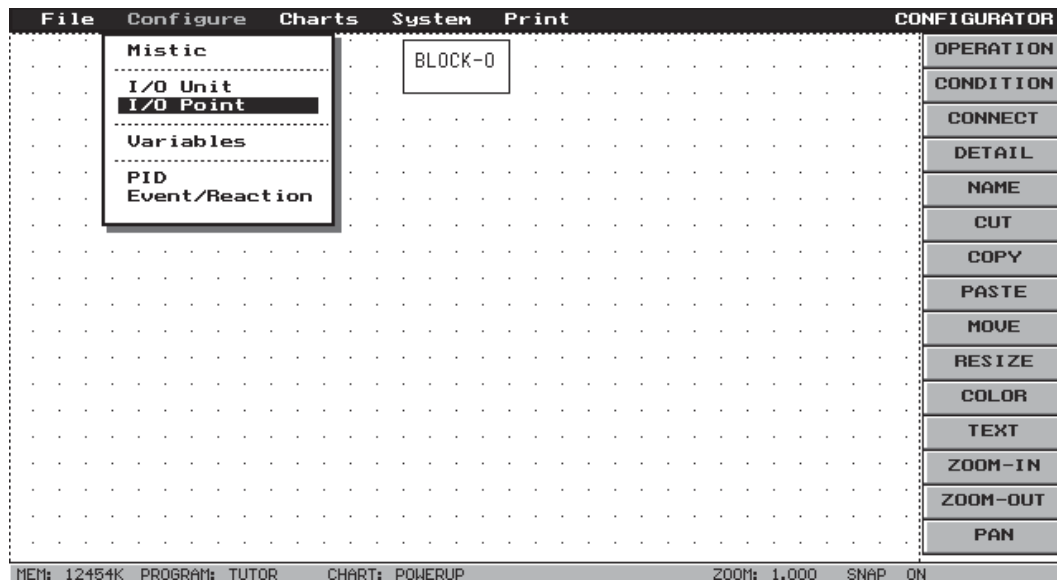 File Configure Charts System Print CONFIGURATOR
Mistic
I/O Unit
I/O Point
Variables
PID
Event/Reaction
BLOCK-0
OPERATION
CONDITION
CONNECT
DETAIL
NAME
CUT
COPY
PASTE
MOVE
RESIZE
COLOR
TEXT
ZOOM-IN
ZOOM-OUT
PAN
MEM: 12454K PROGRAM: TUTOR CHART: POWERUP ZOOM: 1.000 SNAP ON